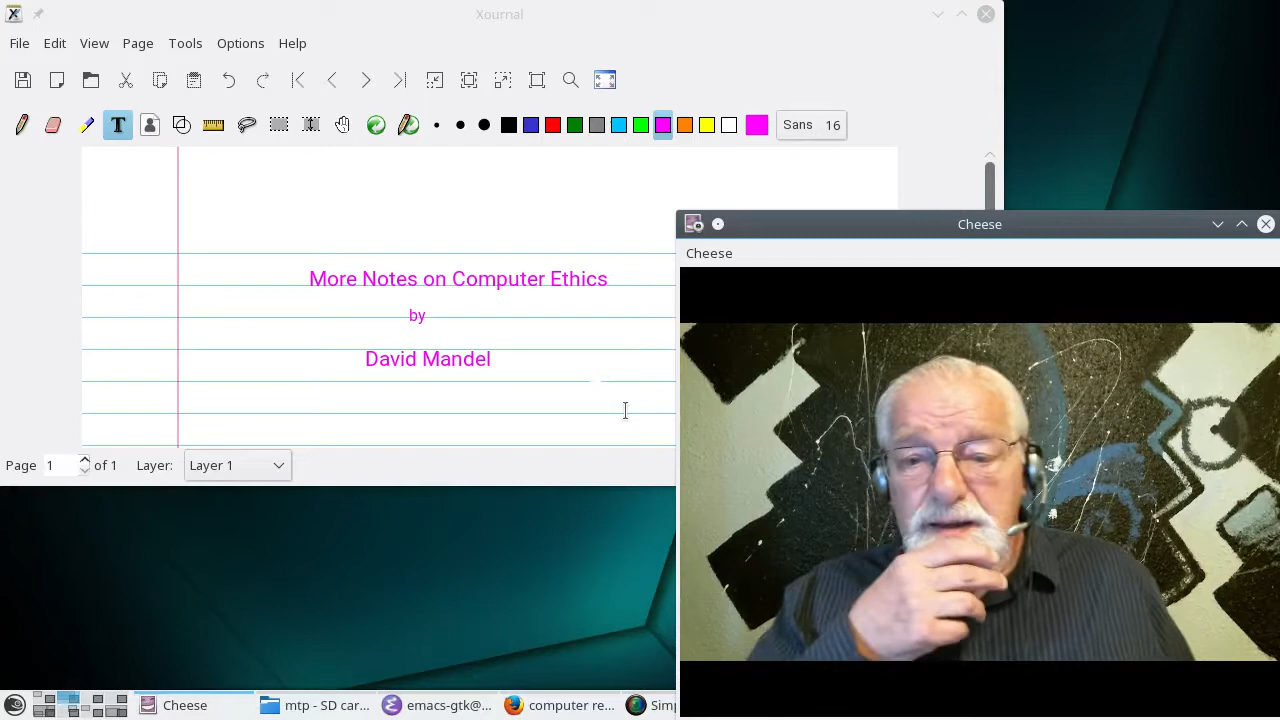 Xournal
File Edit View Page Tools Options Help
T Sans 16
Cheese
Cheese
More Notes on Computer Ethics
by
David Mandel
Page 1 of 1 Layer: Layer 1
Cheese mtp - SD car... emacs-gtk@... computer re... Simp